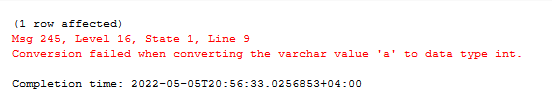 (1 row affected)
Msg 245, Level 16, State 1, Line 9
Conversion failed when converting the varchar value 'a' to data type int.
Completion time: 2022-05-05T20:56:33.0256853+04:00